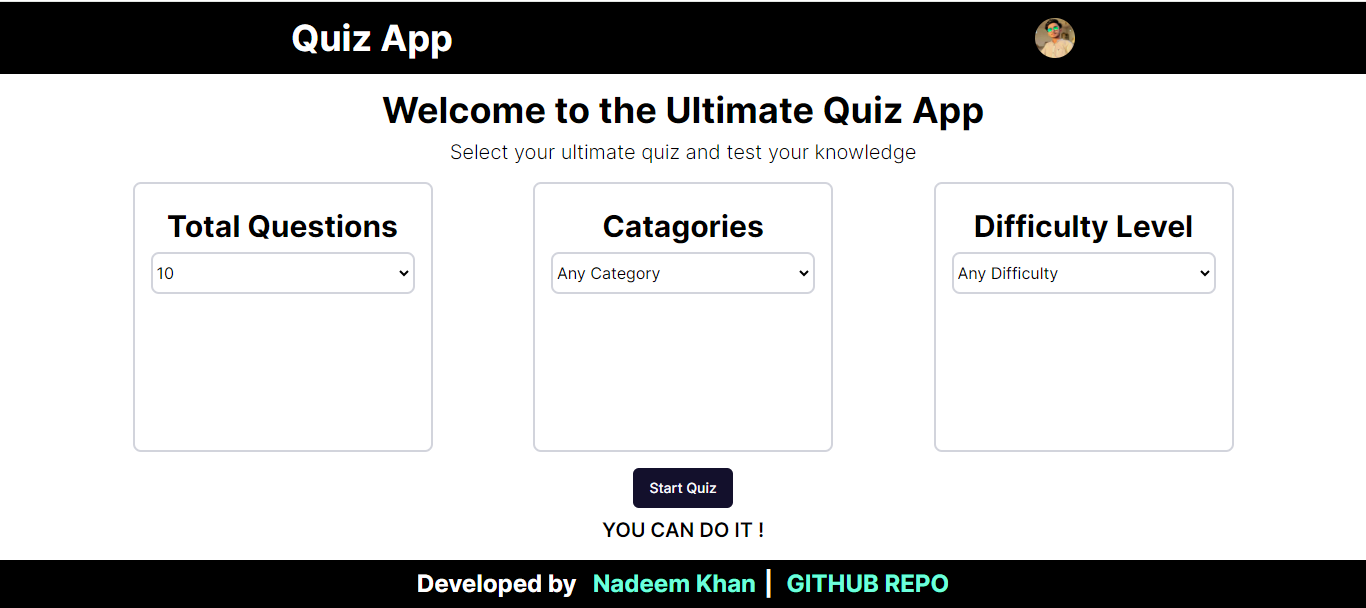 Quiz App
Welcome to the Ultimate Quiz App
Select your ultimate quiz and test your knowledge
Total Questions
10
Catagories
Any Category
Difficulty Level
Any Difficulty
Start Quiz
YOU CAN DO IT !
Developed by Nadeem Khan | GITHUB REPO